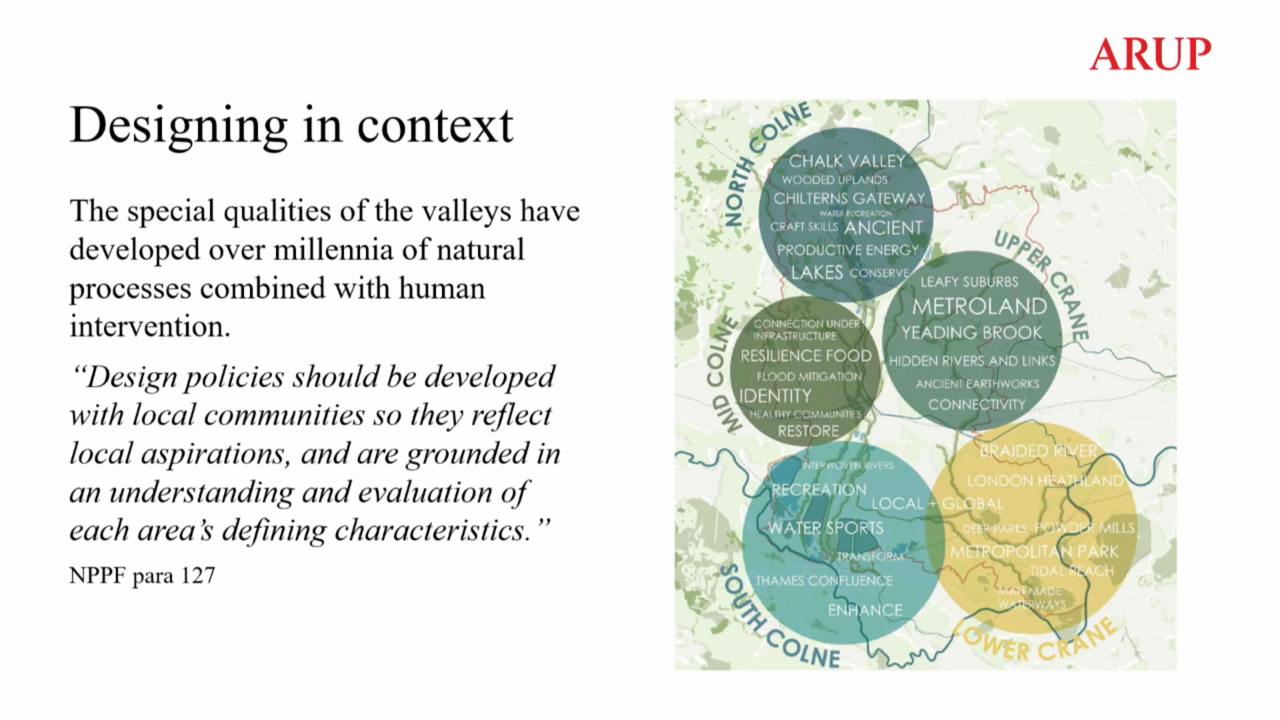 ARUP
Designing in context
The special qualities of the valleys have
developed over millennia of natural
processes combined with human
intervention.
“Design policies should be developed
with local communities so they reflect
local aspirations, and are grounded in
an understanding and evaluation of
each area’s defining characteristics.”
NPPF para 127
NORTH COLNE
CHALK VALLEY
WOODED UPLANDS
CHILTERNS GATEWAY
WATER RECREATION
CRAFT SKILLS ANCIENT
PRODUCTIVE ENERGY
LAKES CONSERVE
UPPER CRANE
LEAFY SUBURBS
METROLAND
YEADING BROOK
HIDDEN RIVERS AND LINKS
ANCIENT EARTHWORKS
CONNECTIVITY
MID COLNE
CONNECTION UNDER
INFRASTRUCTURE
RESILIENCE FOOD
FLOOD MITIGATION
IDENTITY
HEALTHY COMMUNITIES
RESTORE
SOUTH COLNE
INTERWOVEN RIVERS
RECREATION
LOCAL + GLOBAL
WATER SPORTS
TRANSFORM
THAMES CONFLUENCE
ENHANCE
LOWER CRANE
BRAIDED RIVER
LONDON HEATHLAND
DEER PARKS POWDER MILLS
METROPOLITAN PARK
TIDAL REACH
MAN-MADE
WATERWAYS